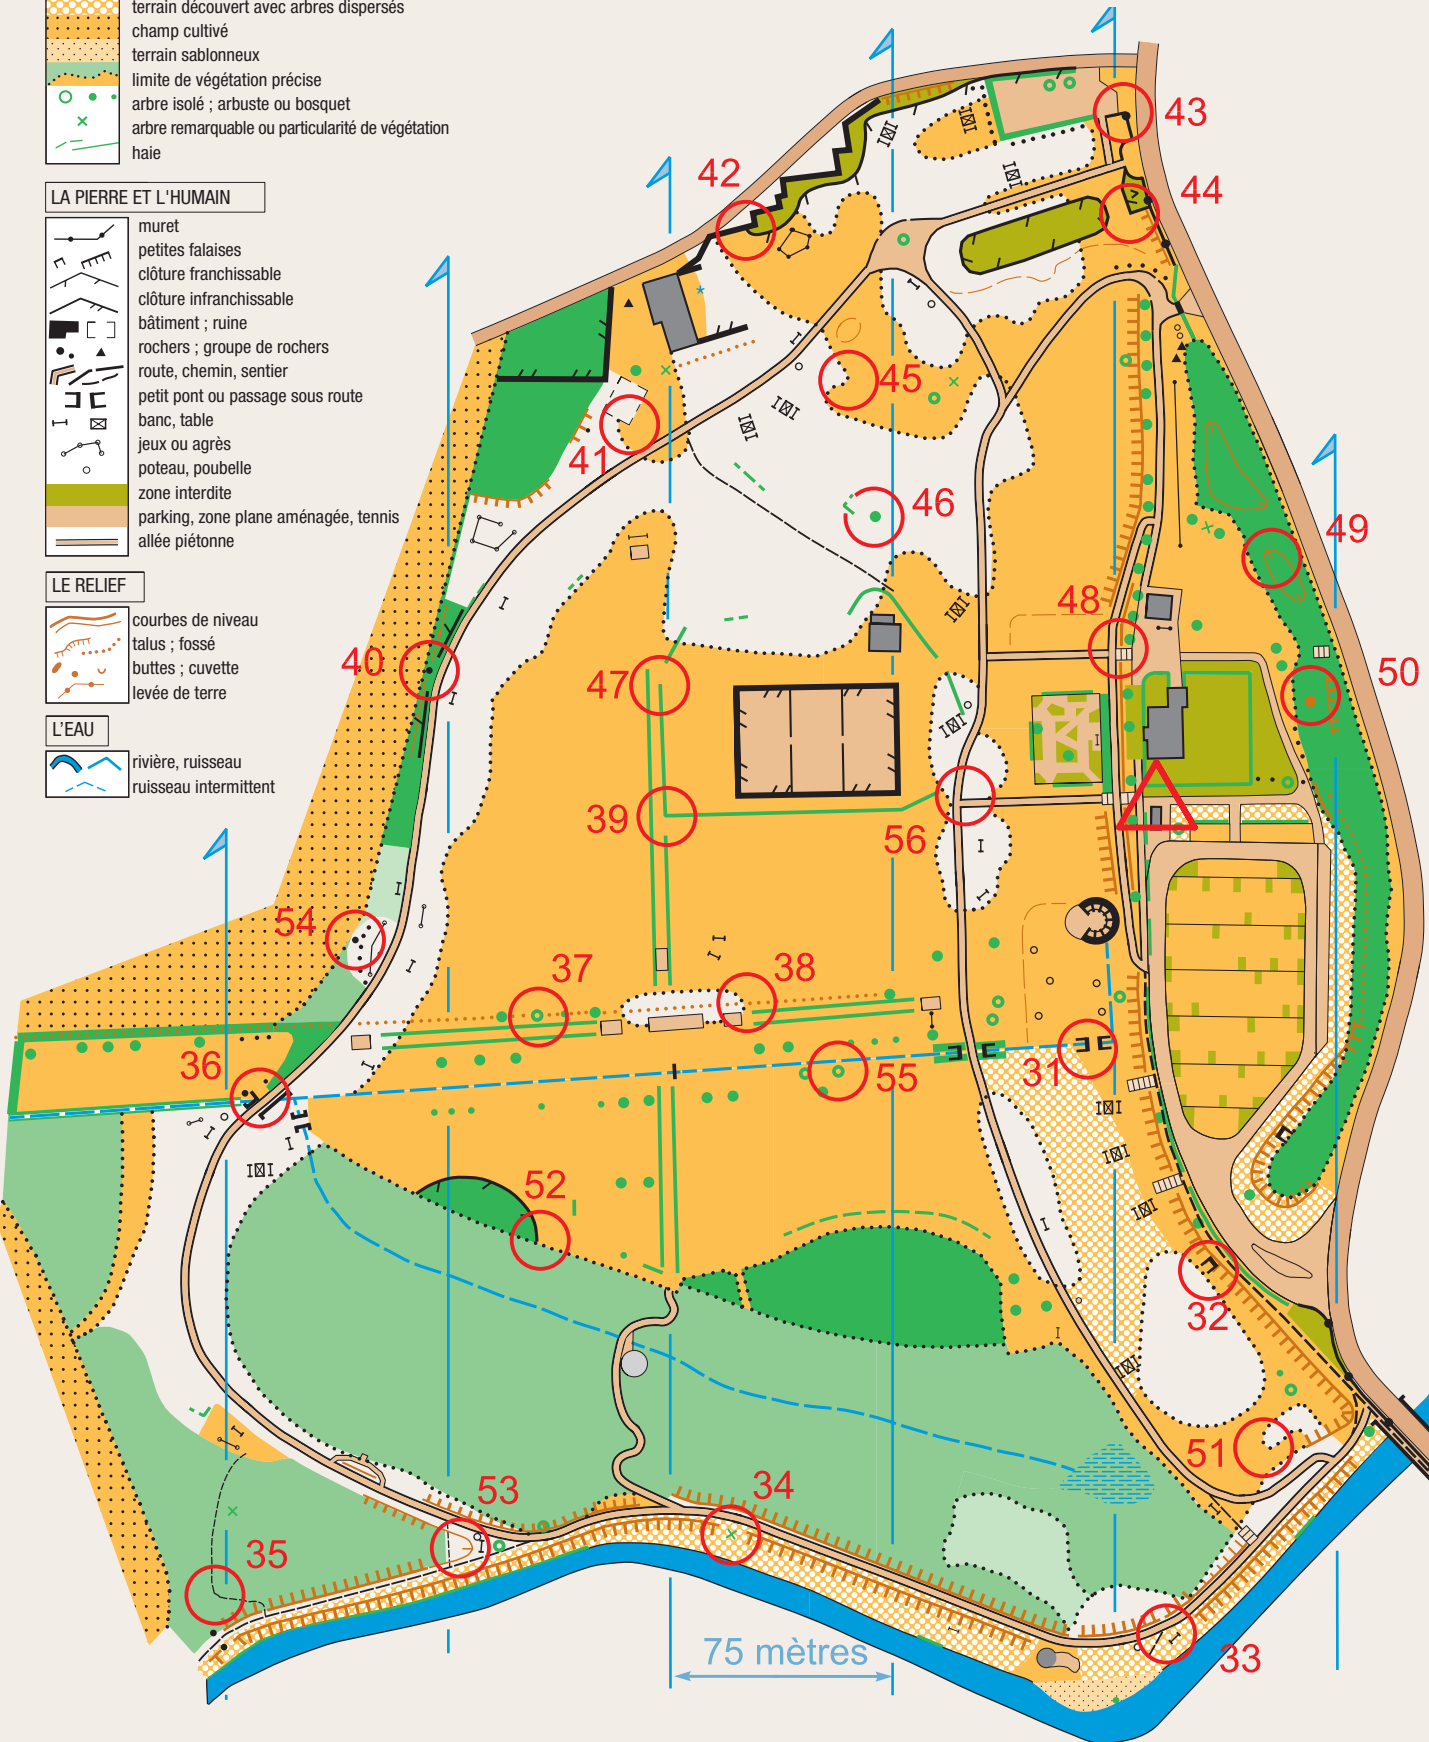 terrain découvert avec arbres dispersés
champ cultivé
terrain sablonneux
limite de végétation précise
arbre isolé ; arbuste ou bosquet
arbre remarquable ou particularité de végétation
haie
LA PIERRE ET L'HUMAIN
muret
petites falaises
clôture franchissable
clôture infranchissable
bâtiment ; ruine
rochers ; groupe de rochers
route, chemin, sentier
petit pont ou passage sous route
banc, table
jeux ou agrès
poteau, poubelle
zone interdite
parking, zone plane aménagée, tennis
allée piétonne
LE RELIEF
courbes de niveau
talus ; fossé
buttes ; cuvette
levée de terre
L'EAU
rivière, ruisseau
ruisseau intermittent
43
42
44
45
41
46
49
48
40
47
50
39
56
54
37
38
36
55
31
52
32
51
53
34
35
33
75 mètres